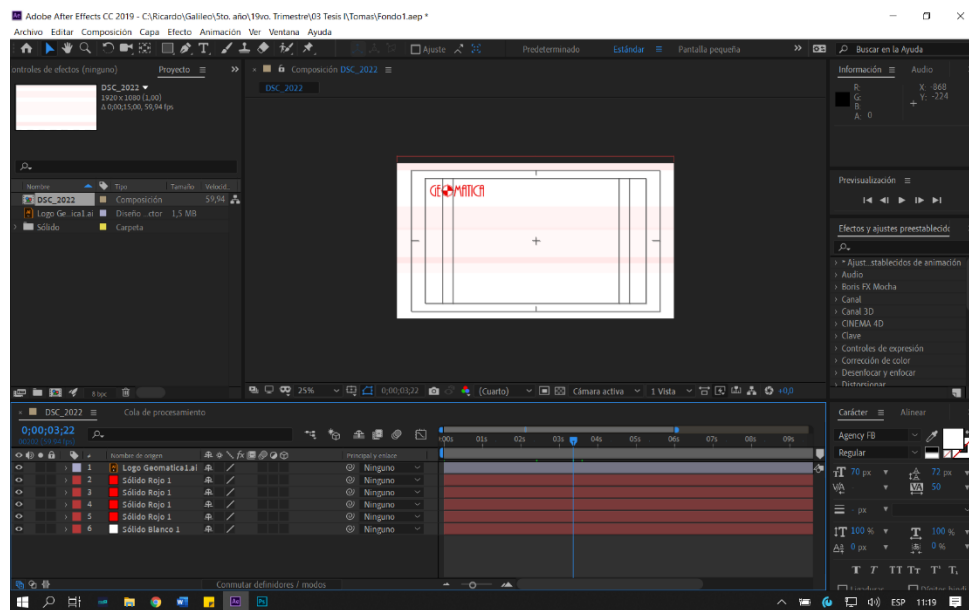 Adobe After Effects CC 2019 - C:\Ricardo\Galileo\5to. año\19vo. Trimestre\03 Tesis I\Tomas\Fondo1.aep *
Archivo Editar Composición Capa Efecto Animación Ver Ventana Ayuda
Ajuste Predeterminado Estándar Pantalla pequeña Buscar en la Ayuda
ontroles de efectos (ninguno) Proyecto Composición DSC_2022 Información Audio
DSC_2022
1920 x 1080 (1,00)
Δ 0;00;15;00, 59,94 fps
DSC_2022
R: X: -868
G: Y: -224
B:
A: 0
GEOMATICA
Previsualización
Nombre Tipo Tamaño Velocid...
DSC_2022 Composición 59,94
Logo Ge...ica1.ai Diseño ...ctor 1,5 MB
Sólido Carpeta
Efectos y ajustes preestablecido
* Ajust...stablecidos de animación
Audio
Boris FX Mocha
Canal
Canal 3D
CINEMA 4D
Clave
Controles de expresión
Corrección de color
Desenfocar y enfocar
Distorsionar
8 bpc 25% 0;00;03;22 (Cuarto) Cámara activa 1 Vista +0,0
DSC_2022 Cola de procesamiento
0;00;03;22
00202 (59.94 fps)
00s 01s 02s 03s 04s 05s 06s 07s 08s 09s
Nombre de origen Principal y enlace
1 Logo Geomatica1.ai Ninguno
2 Sólido Rojo 1 Ninguno
3 Sólido Rojo 1 Ninguno
4 Sólido Rojo 1 Ninguno
5 Sólido Rojo 1 Ninguno
6 Sólido Blanco 1 Ninguno
Conmutar definidores / modos
Carácter Alinear
Agency FB
Regular
70 px 72 px
50
- px
100 % 100 %
0 px 0 %
ESP 11:19